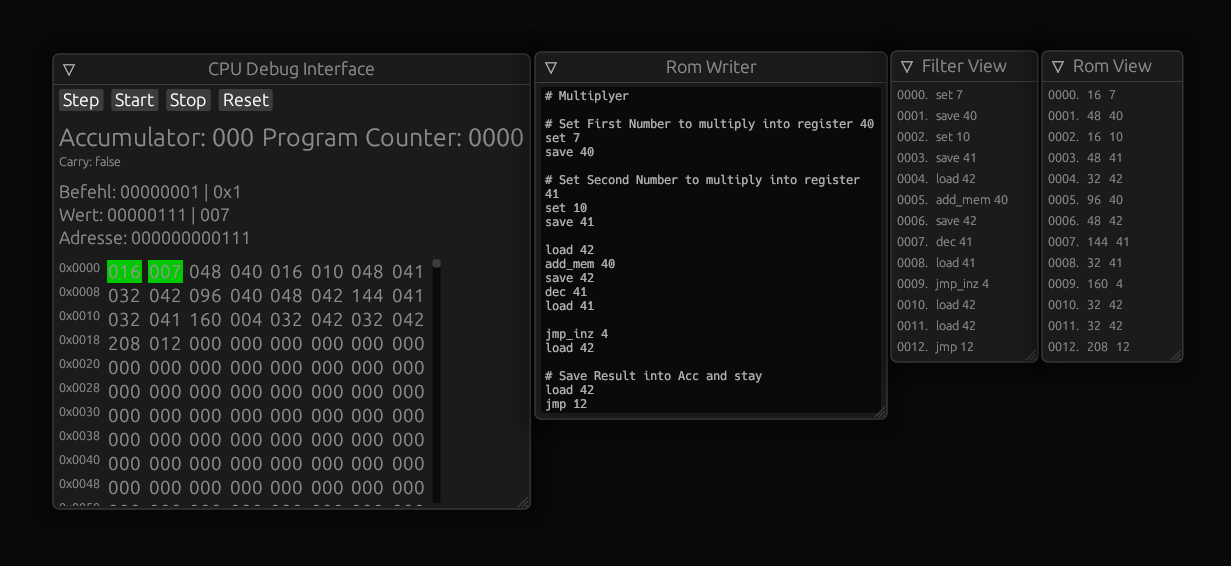 CPU Debug Interface
Step Start Stop Reset
Accumulator: 000 Program Counter: 0000
Carry: false
Befehl: 00000001 | 0x1
Wert: 00000111 | 007
Adresse: 000000000111
0x0000 016 007 048 040 016 010 048 041
0x0008 032 042 096 040 048 042 144 041
0x0010 032 041 160 004 032 042 032 042
0x0018 208 012 000 000 000 000 000 000
0x0020 000 000 000 000 000 000 000 000
0x0028 000 000 000 000 000 000 000 000
0x0030 000 000 000 000 000 000 000 000
0x0038 000 000 000 000 000 000 000 000
0x0040 000 000 000 000 000 000 000 000
0x0048 000 000 000 000 000 000 000 000
Rom Writer
# Multiplyer
# Set First Number to multiply into register 40
set 7
save 40
# Set Second Number to multiply into register
41
set 10
save 41
load 42
add_mem 40
save 42
dec 41
load 41
jmp_inz 4
load 42
# Save Result into Acc and stay
load 42
jmp 12
Filter View
0000. set 7
0001. save 40
0002. set 10
0003. save 41
0004. load 42
0005. add_mem 40
0006. save 42
0007. dec 41
0008. load 41
0009. jmp_inz 4
0010. load 42
0011. load 42
0012. jmp 12
Rom View
0000. 16 7
0001. 48 40
0002. 16 10
0003. 48 41
0004. 32 42
0005. 96 40
0006. 48 42
0007. 144 41
0008. 32 41
0009. 160 4
0010. 32 42
0011. 32 42
0012. 208 12